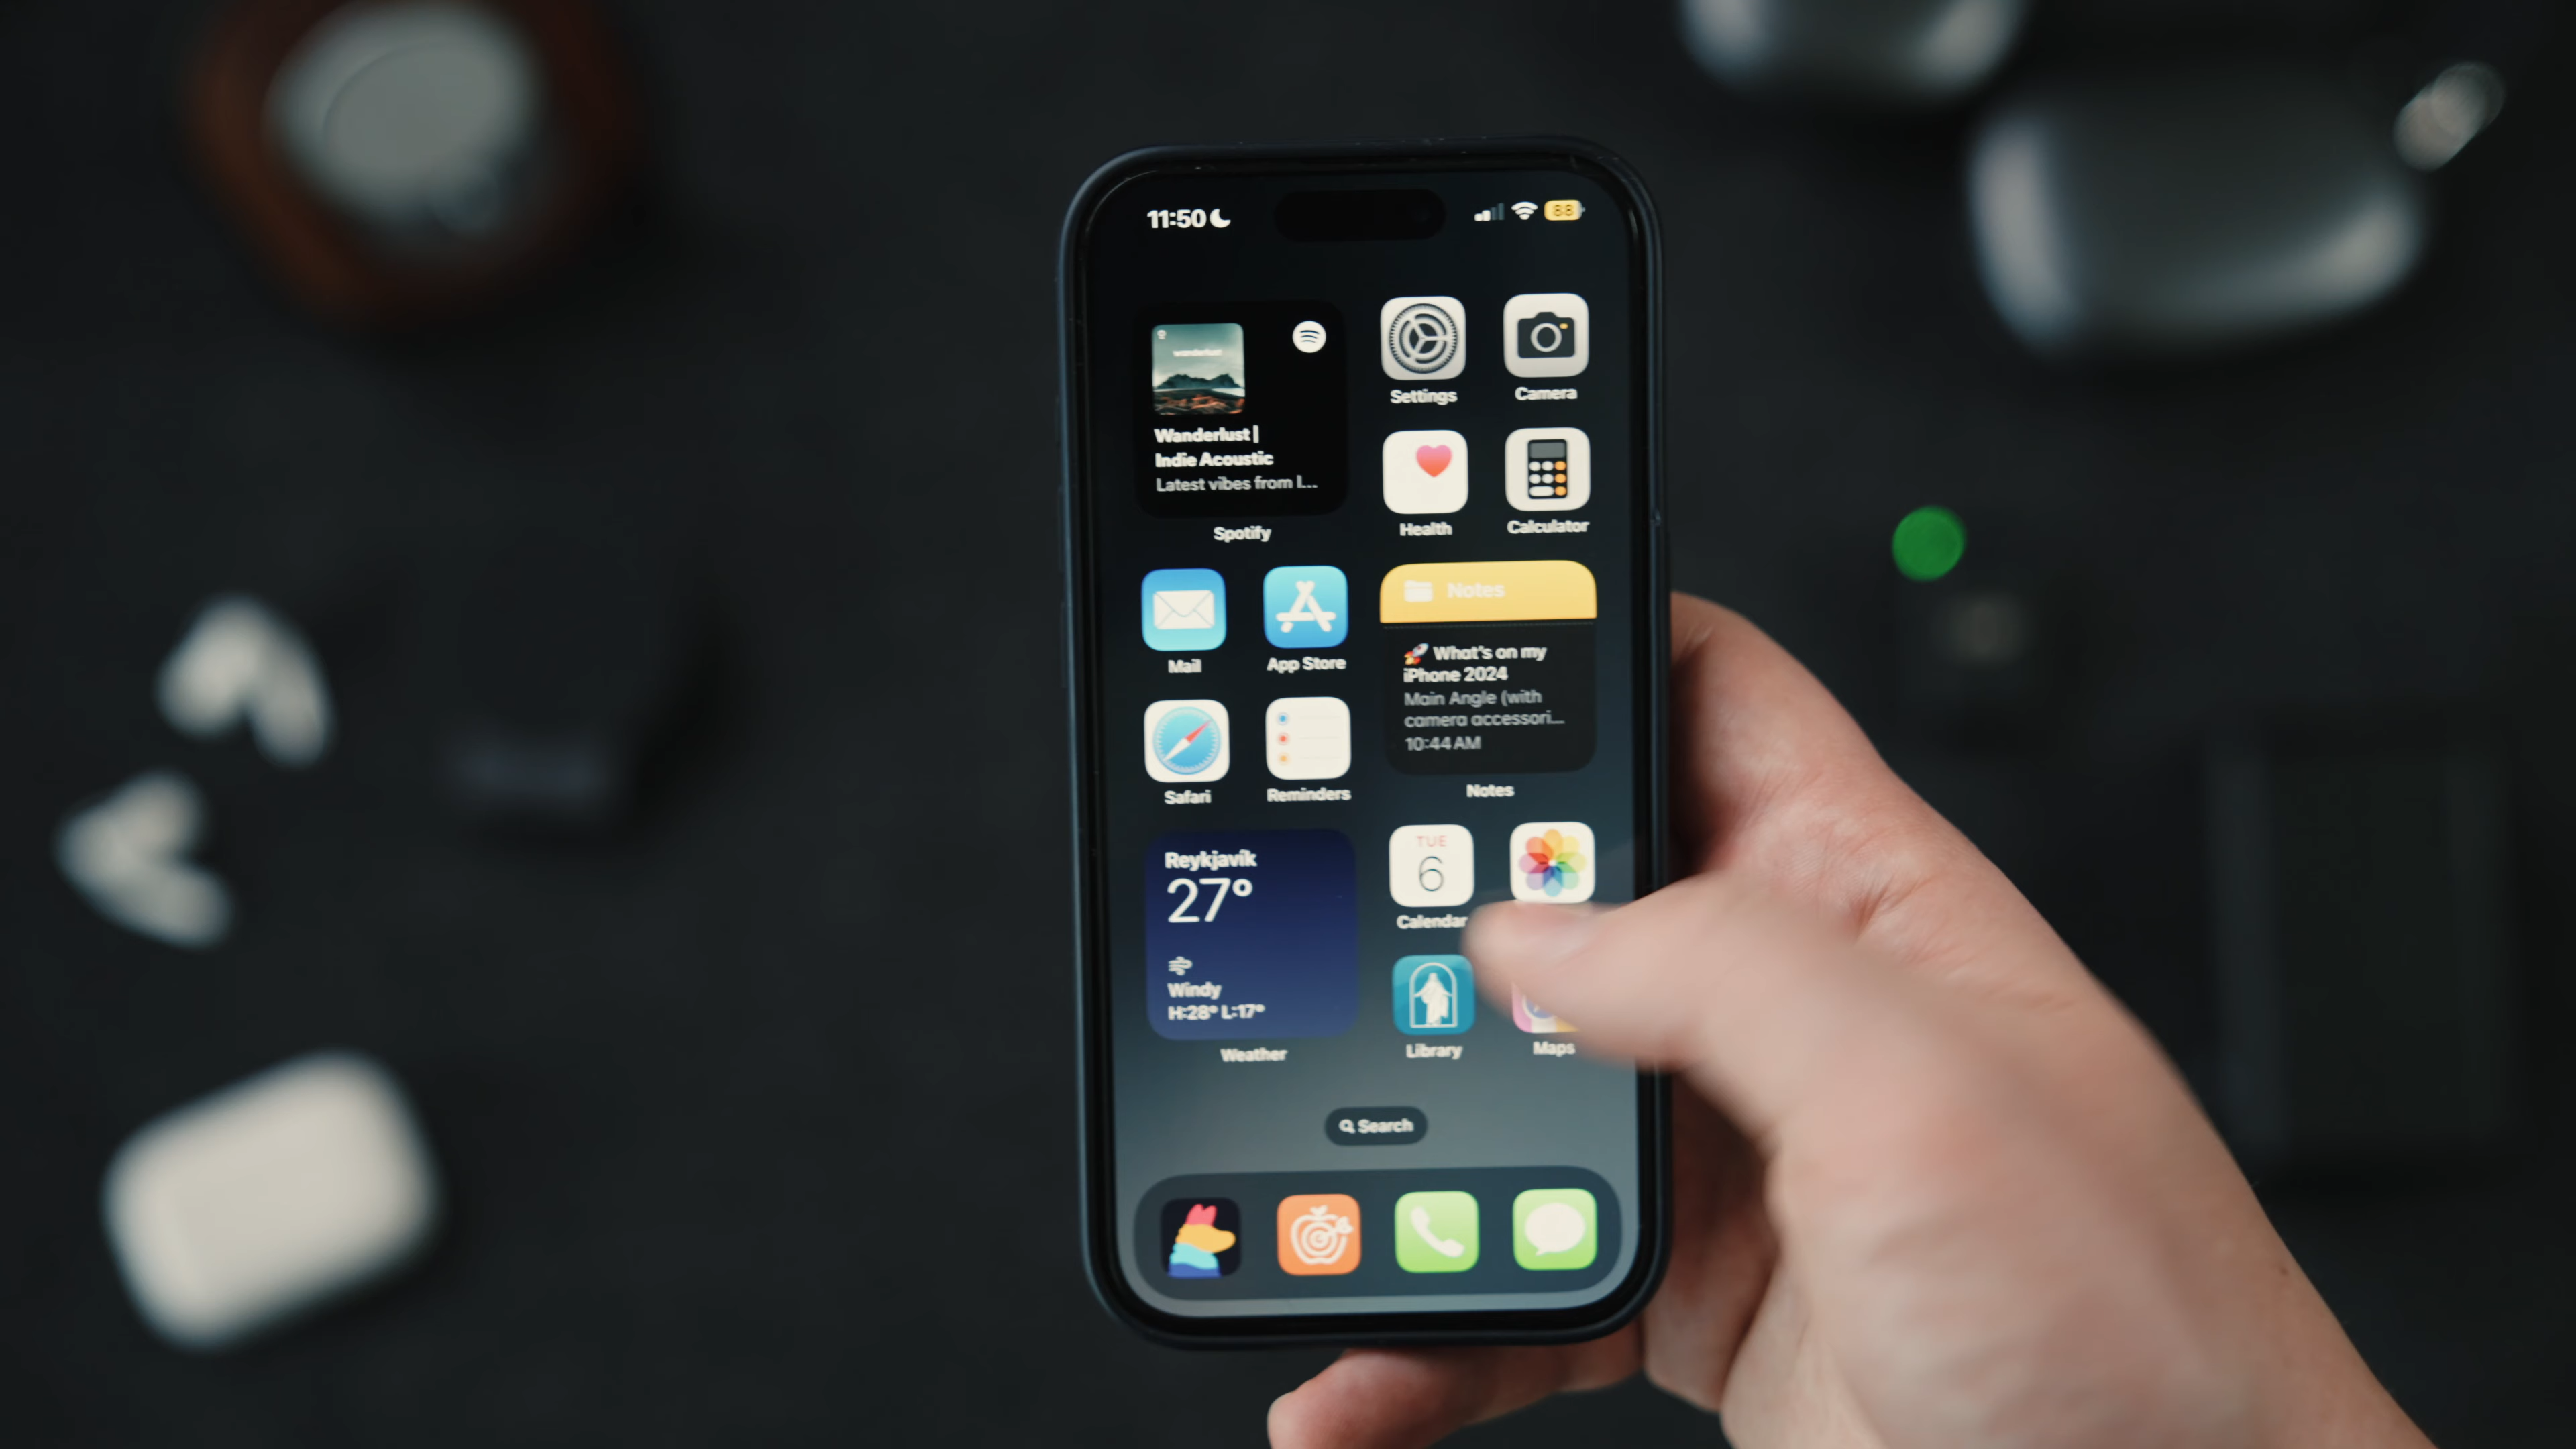 11:50
88
wanderlust
Wanderlust |
Indie Acoustic
Latest vibes from I...
Spotify
Settings
Camera
Health
Calculator
Mail
App Store
Notes
🚀 What's on my
iPhone 2024
Main Angle (with
camera accessori...
10:44 AM
Notes
Safari
Reminders
Reykjavík
27°
Windy
H:28° L:17°
Weather
TUE
6
Calendar
Library
Maps
Search